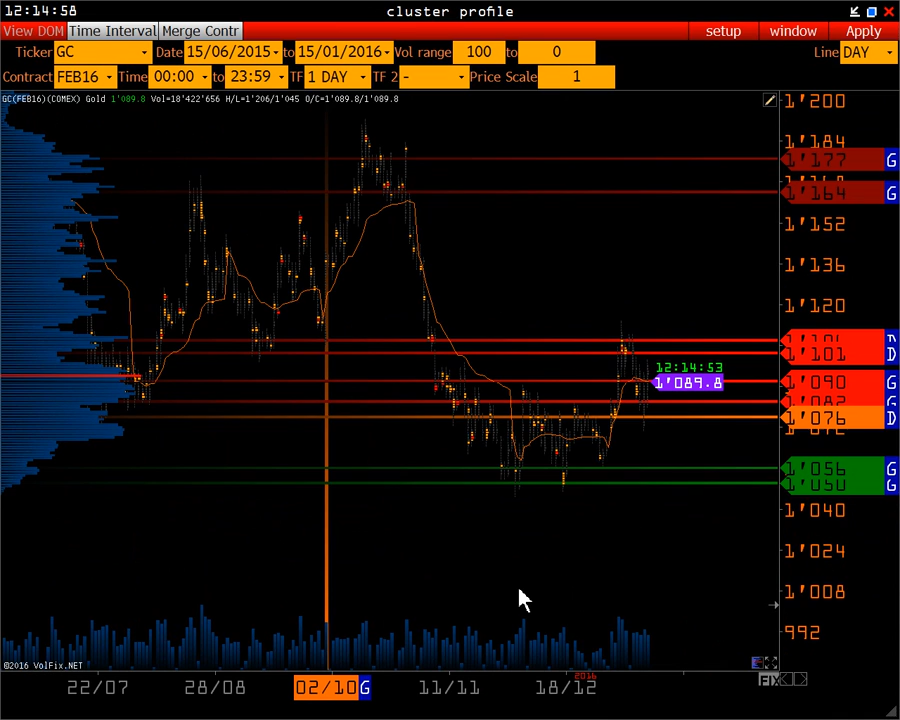 12:14:58 cluster profile
View DOM Time Interval Merge Contr setup window Apply
Ticker GC Date 15/06/2015 to 15/01/2016 Vol range 100 to 0 Line DAY
Contract FEB16 Time 00:00 to 23:59 TF 1 DAY TF 2 - Price Scale 1
GC(FEB16)(COMEX) Gold 1'089.8 Vol=18'422'656 H/L=1'206/1'045 O/C=1'089.8/1'089.8
1'200
1'184
1'177 G
1'164 G
1'152
1'136
1'120
D
1'101 D
12:14:53
1'089.8 1'090 G
1'082 G
1'076 D
1'056 G
1'050 G
1'040
1'024
1'008
992
©2016 VolFix.NET
FIX
22/07 28/08 02/10 G 11/11 18/12 2016